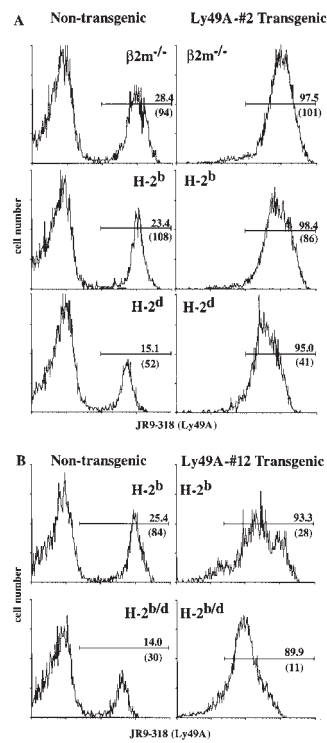 A
Non-transgenic
Ly49A-#2 Transgenic
β2m-/-
28.4
(94)
β2m-/-
97.5
(101)
H-2b
23.4
(108)
H-2b
98.4
(86)
H-2d
15.1
(52)
H-2d
95.0
(41)
cell number
JR9-318 (Ly49A)
B
Non-transgenic
Ly49A-#12 Transgenic
H-2b
25.4
(84)
H-2b
93.3
(28)
H-2b/d
14.0
(30)
H-2b/d
89.9
(11)
cell number
JR9-318 (Ly49A)